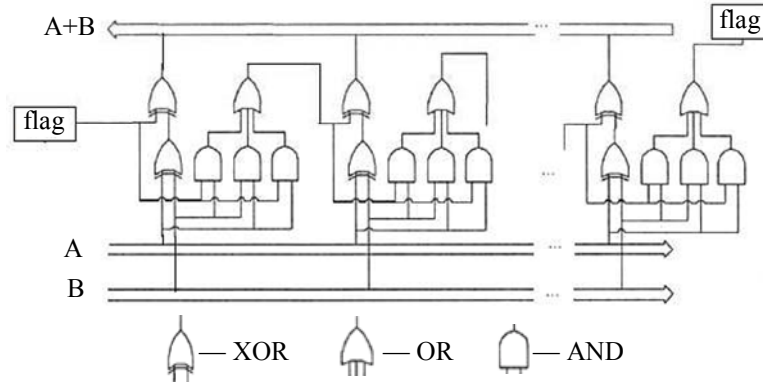 A+B
flag
flag
A
B
— XOR — OR — AND